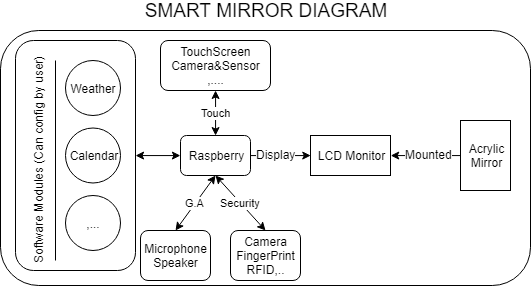 SMART MIRROR DIAGRAM
Software Modules (Can config by user)
Weather
Calendar
,...
TouchScreen
Camera&Sensor
,....
Touch
Raspberry
Display
LCD Monitor
Mounted
Acrylic
Mirror
G.A
Security
Microphone
Speaker
Camera
FingerPrint
RFID,..